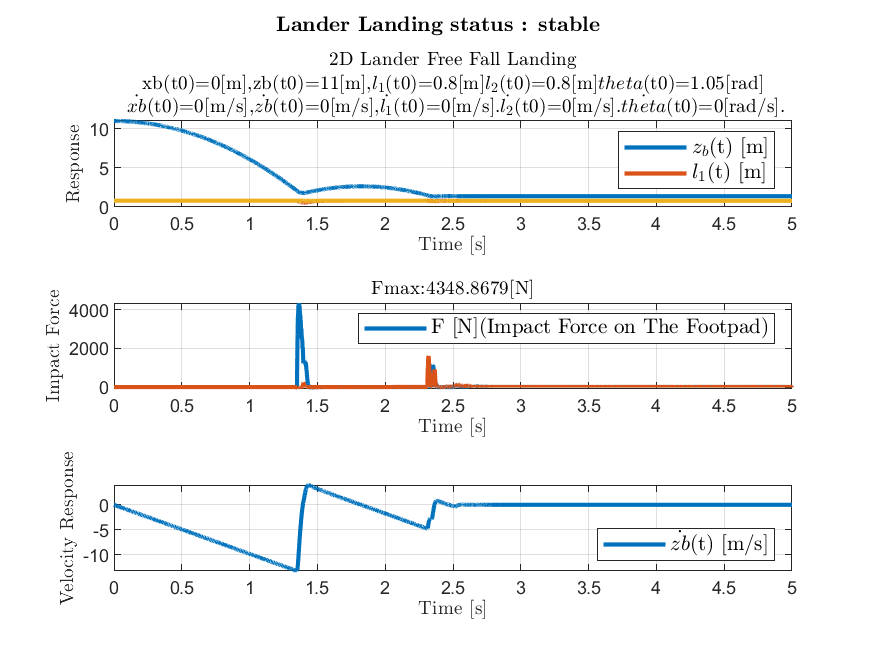 Lander Landing status : stable
2D Lander Free Fall Landing
xb(t0)=0[m],zb(t0)=11[m],l₁(t0)=0.8[m]l₂(t0)=0.8[m]theta(t0)=1.05[rad]
ẋb(t0)=0[m/s],żb(t0)=0[m/s],l̇₁(t0)=0[m/s].l̇₂(t0)=0[m/s].thėta(t0)=0[rad/s].
Response
10
5
0
z_b(t) [m]
l₁(t) [m]
0 0.5 1 1.5 2 2.5 3 3.5 4 4.5 5
Time [s]
Fmax:4348.8679[N]
Impact Force
4000
2000
0
F [N](Impact Force on The Footpad)
0 0.5 1 1.5 2 2.5 3 3.5 4 4.5 5
Time [s]
Velocity Response
0
-5
-10
żb(t) [m/s]
0 0.5 1 1.5 2 2.5 3 3.5 4 4.5 5
Time [s]